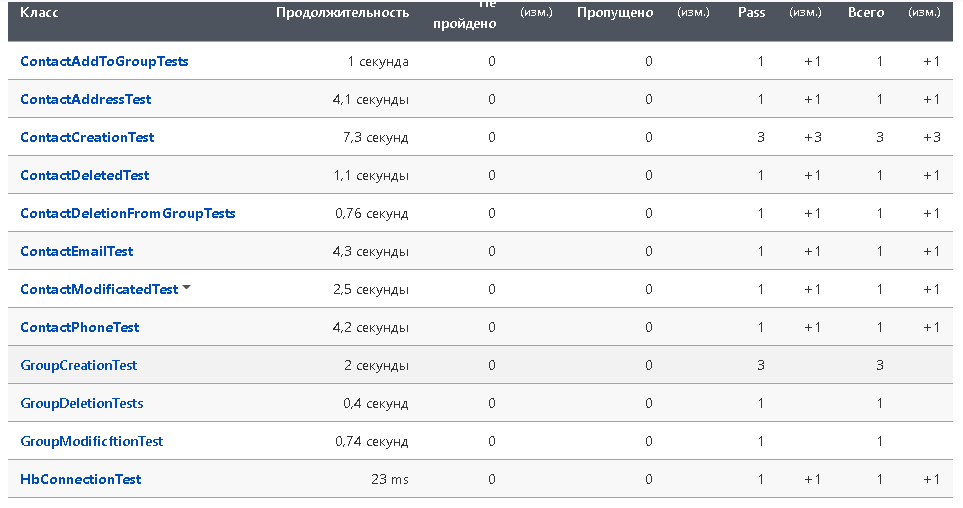 Класс Продолжительность Не пройдено (изм.) Пропущено (изм.) Pass (изм.) Всего (изм.)
ContactAddToGroupTests 1 секунда 0 0 1 +1 1 +1
ContactAddressTest 4,1 секунды 0 0 1 +1 1 +1
ContactCreationTest 7,3 секунд 0 0 3 +3 3 +3
ContactDeletedTest 1,1 секунды 0 0 1 +1 1 +1
ContactDeletionFromGroupTests 0,76 секунд 0 0 1 +1 1 +1
ContactEmailTest 4,3 секунды 0 0 1 +1 1 +1
ContactModificatedTest 2,5 секунды 0 0 1 +1 1 +1
ContactPhoneTest 4,2 секунды 0 0 1 +1 1 +1
GroupCreationTest 2 секунды 0 0 3 3
GroupDeletionTests 0,4 секунд 0 0 1 1
GroupModificftionTest 0,74 секунд 0 0 1 1
HbConnectionTest 23 ms 0 0 1 +1 1 +1